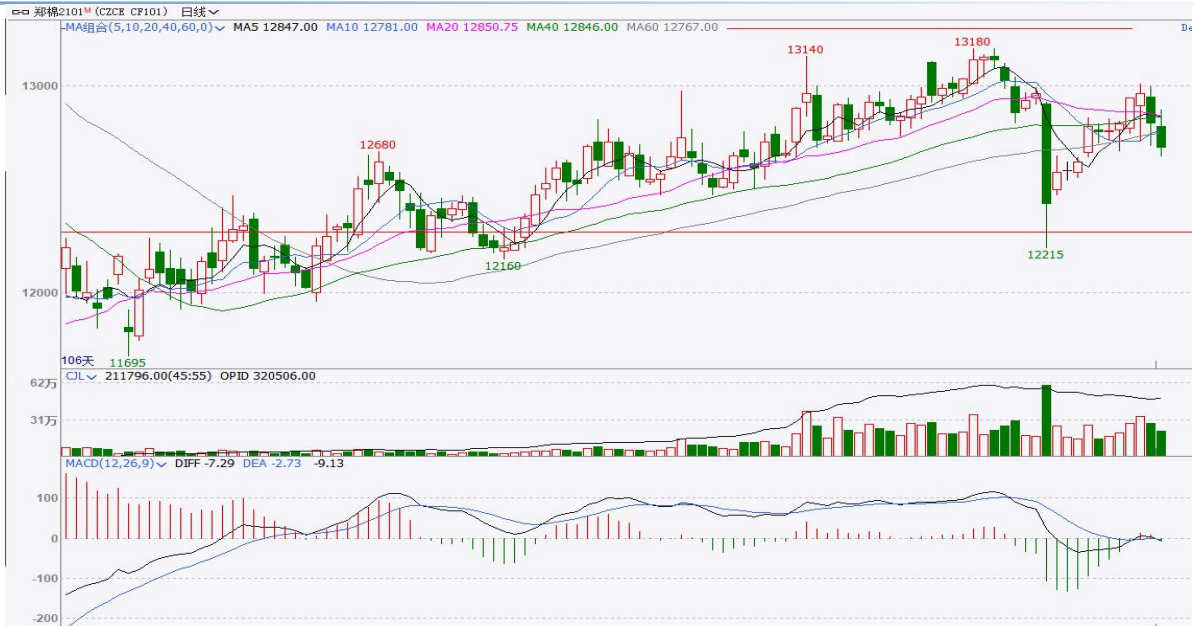 郑棉2101M (CZCE CF101) 日线
MA组合(5,10,20,40,60,0) MA5 12847.00 MA10 12781.00 MA20 12850.75 MA40 12846.00 MA60 12767.00
De
13180
13140
13000
12680
12215
12160
12000
106天
11695
CJL 211796.00(45:55) OPID 320506.00
62万
31万
MACD(12,26,9) DIFF -7.29 DEA -2.73 -9.13
100
0
-100
-200